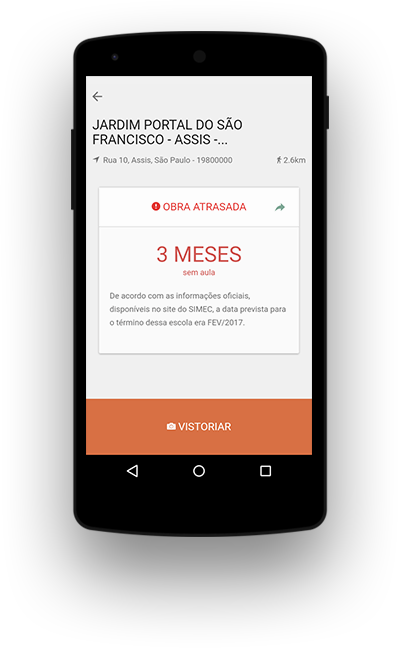 JARDIM PORTAL DO SÃO
FRANCISCO - ASSIS -...
Rua 10, Assis, São Paulo - 19800000
2.6km
OBRA ATRASADA
3 MESES
sem aula
De acordo com as informações oficiais,
disponíveis no site do SIMEC, a data prevista para
o término dessa escola era FEV/2017.
VISTORIAR